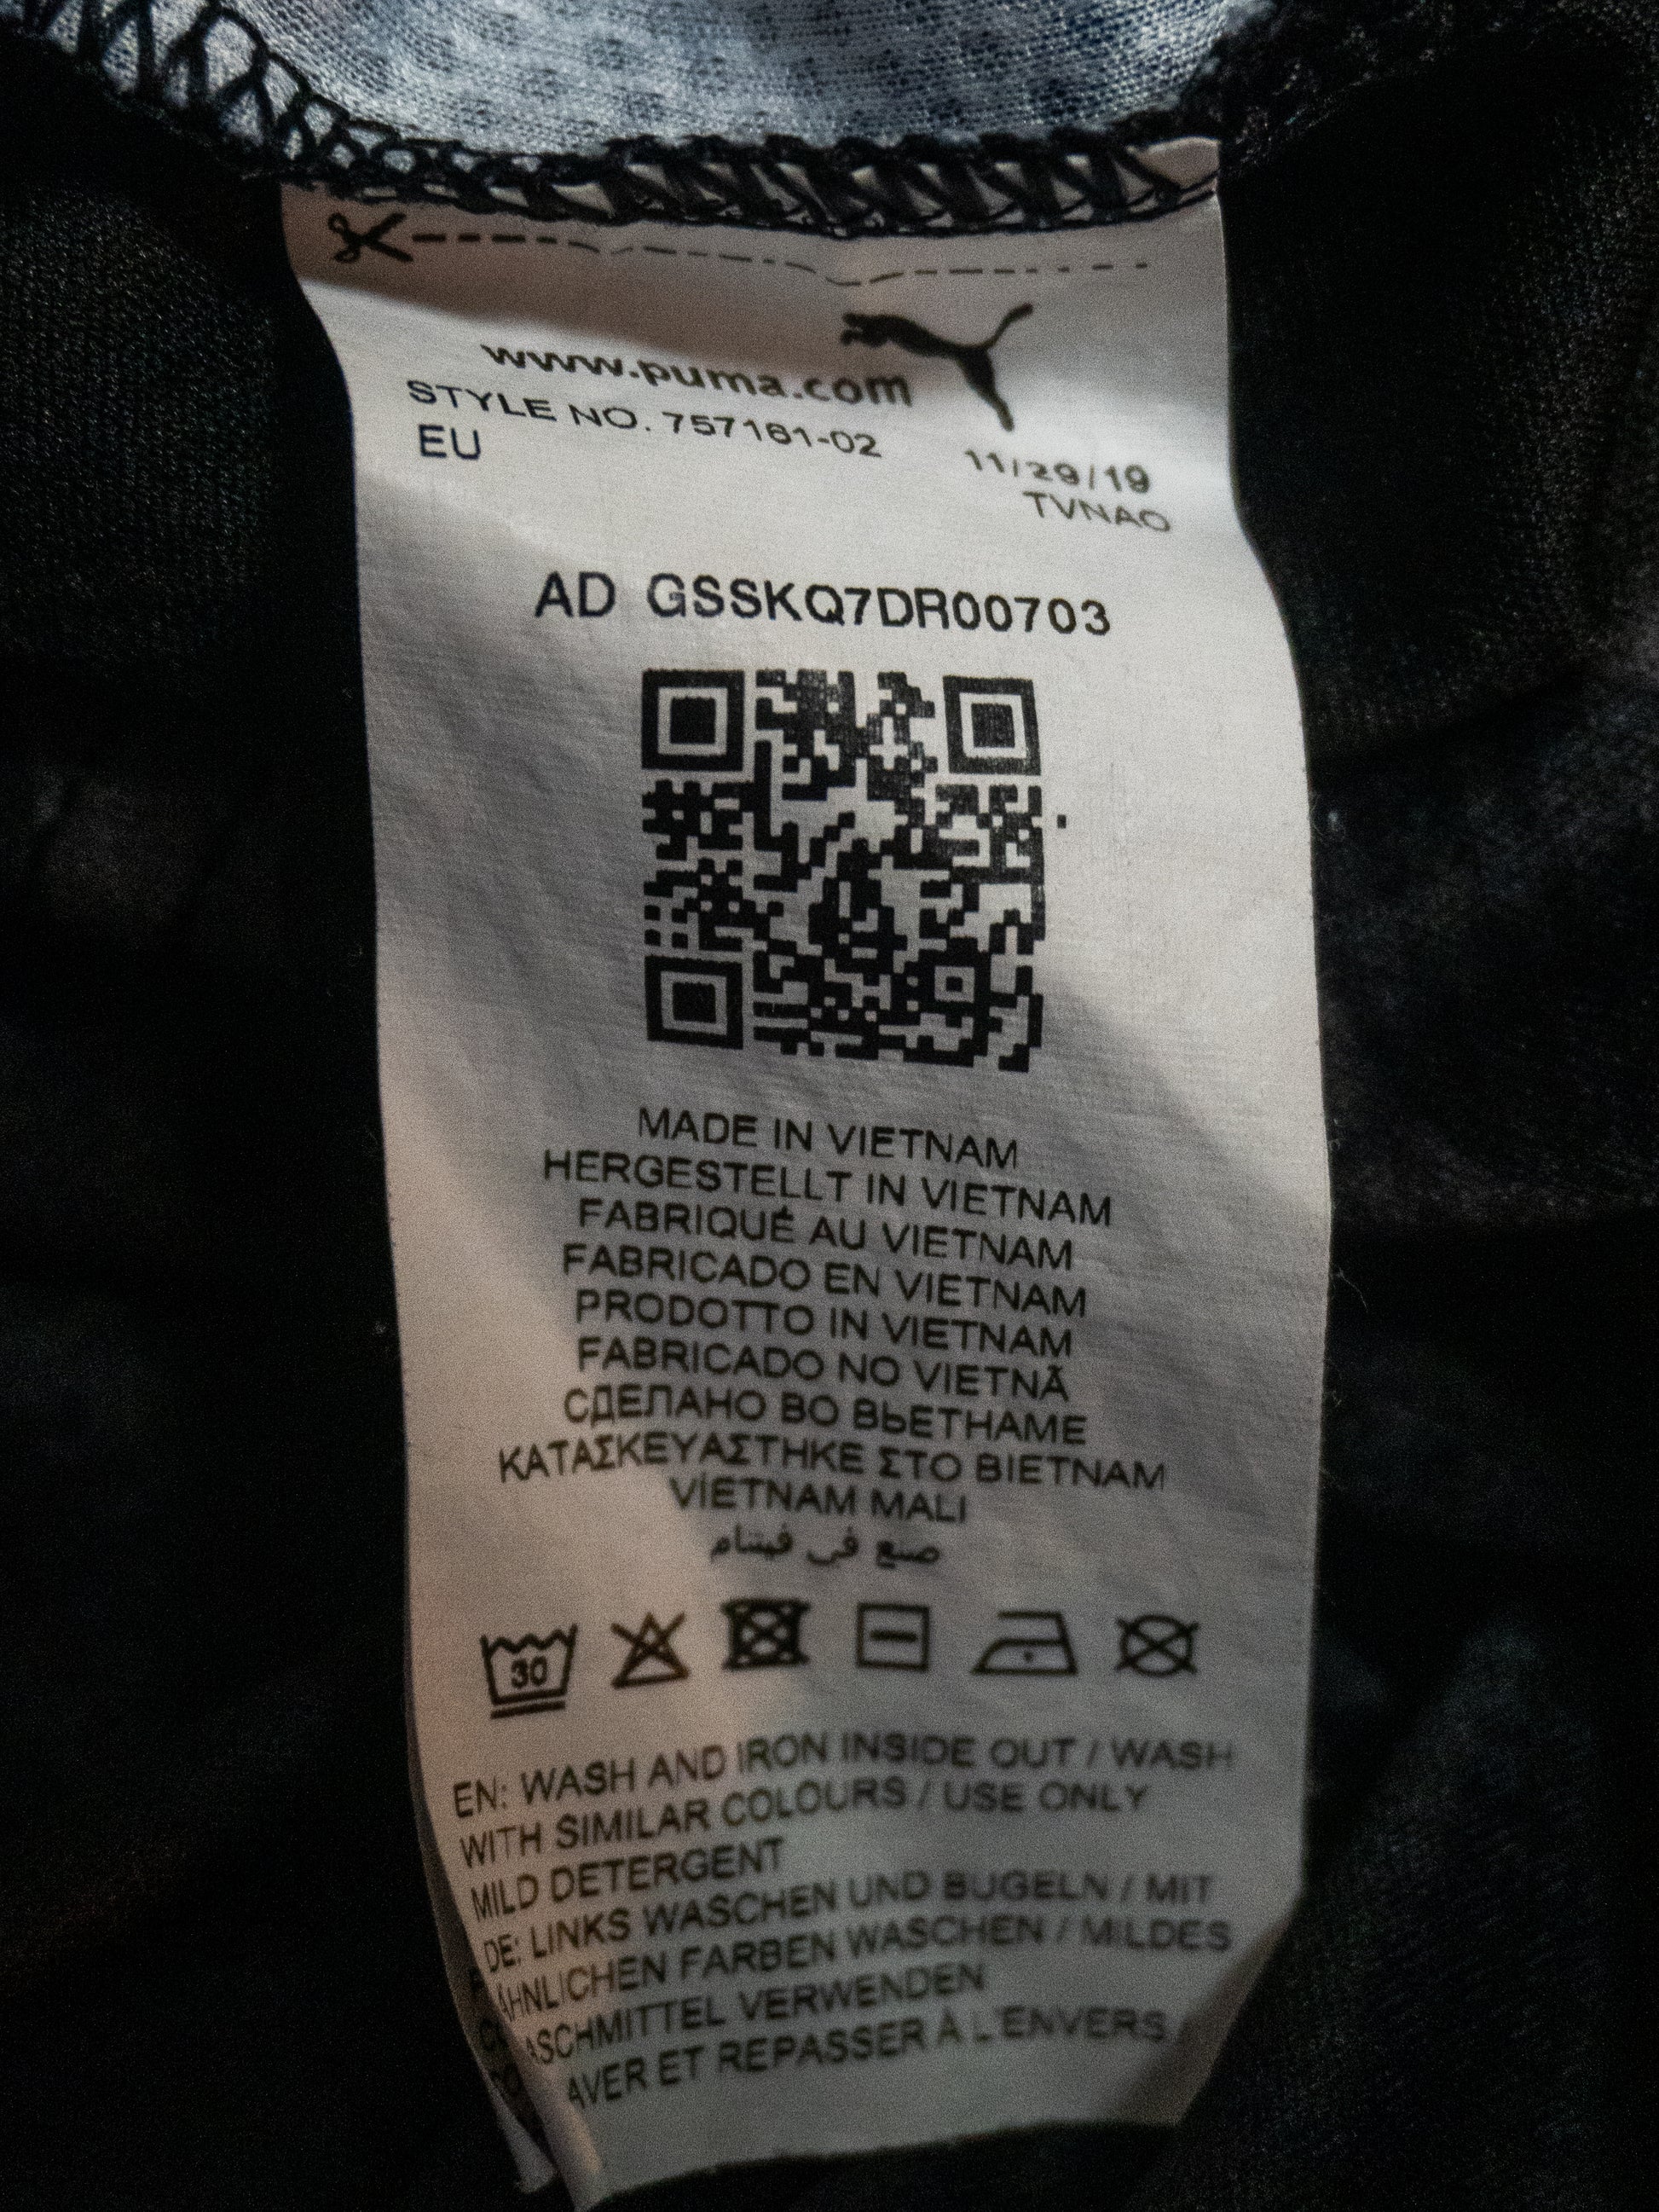 www.puma.com
STYLE NO. 757161-02
EU
11/29/19
TVNAO
AD GSSKQ7DR00703
MADE IN VIETNAM
HERGESTELLT IN VIETNAM
FABRIQUÉ AU VIETNAM
FABRICADO EN VIETNAM
PRODOTTO IN VIETNAM
FABRICADO NO VIETNÃ
СДЕЛАНО ВО ВЬЕТНАМЕ
ΚΑΤΑΣΚΕΥΑΣΤΗΚΕ ΣΤΟ ΒΙΕΤΝΑΜ
VİETNAM MALI
صنع في فيتنام
30
EN: WASH AND IRON INSIDE OUT / WASH
WITH SIMILAR COLOURS / USE ONLY
MILD DETERGENT
DE: LINKS WASCHEN UND BÜGELN / MIT
ÄHNLICHEN FARBEN WASCHEN / MILDES
ASCHMITTEL VERWENDEN
AVER ET REPASSER À L'ENVERS /